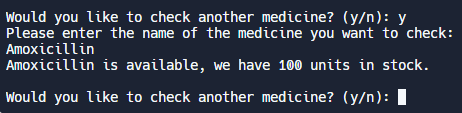 Would you like to check another medicine? (y/n): y
Please enter the name of the medicine you want to check:
Amoxicillin
Amoxicillin is available, we have 100 units in stock.
Would you like to check another medicine? (y/n):